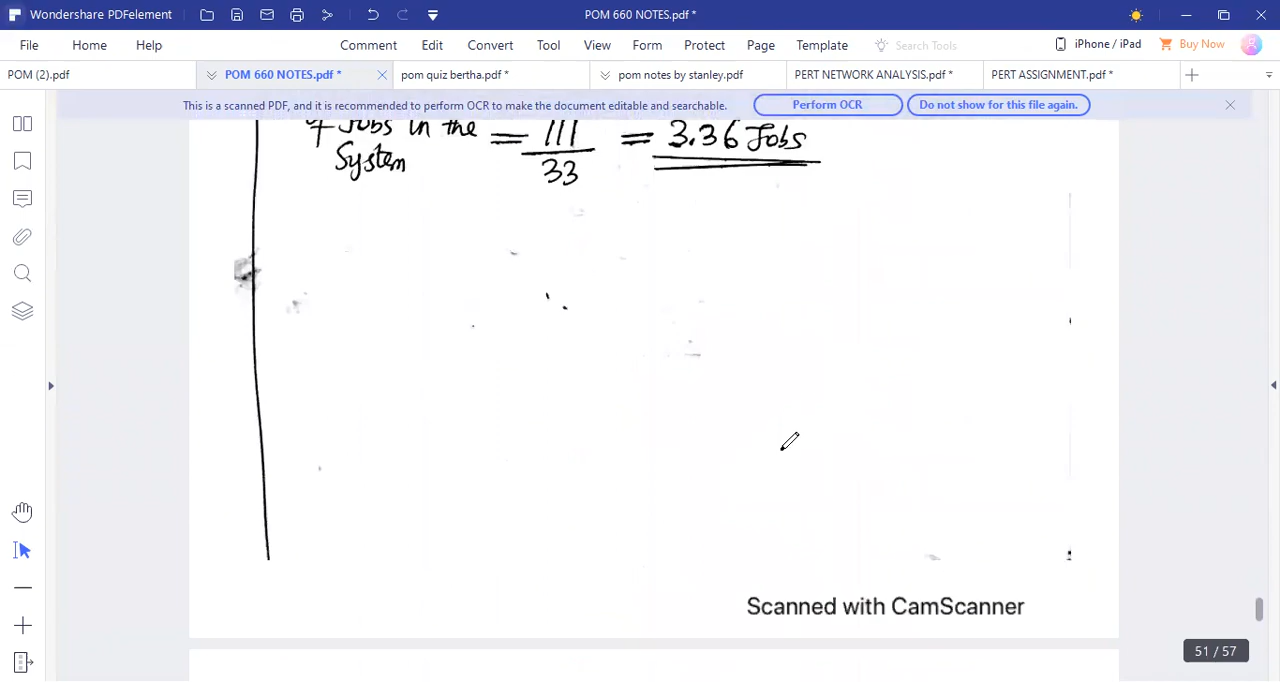 Wondershare PDFelement
POM 660 NOTES.pdf *
File Home Help Comment Edit Convert Tool View Form Protect Page Template Search Tools iPhone / iPad Buy Now
POM (2).pdf POM 660 NOTES.pdf * pom quiz bertha.pdf * pom notes by stanley.pdf PERT NETWORK ANALYSIS.pdf * PERT ASSIGNMENT.pdf *
This is a scanned PDF, and it is recommended to perform OCR to make the document editable and searchable. Perform OCR Do not show for this file again.
of Jobs in the System = 111 / 33 = 3.36 Jobs
Scanned with CamScanner
51 / 57